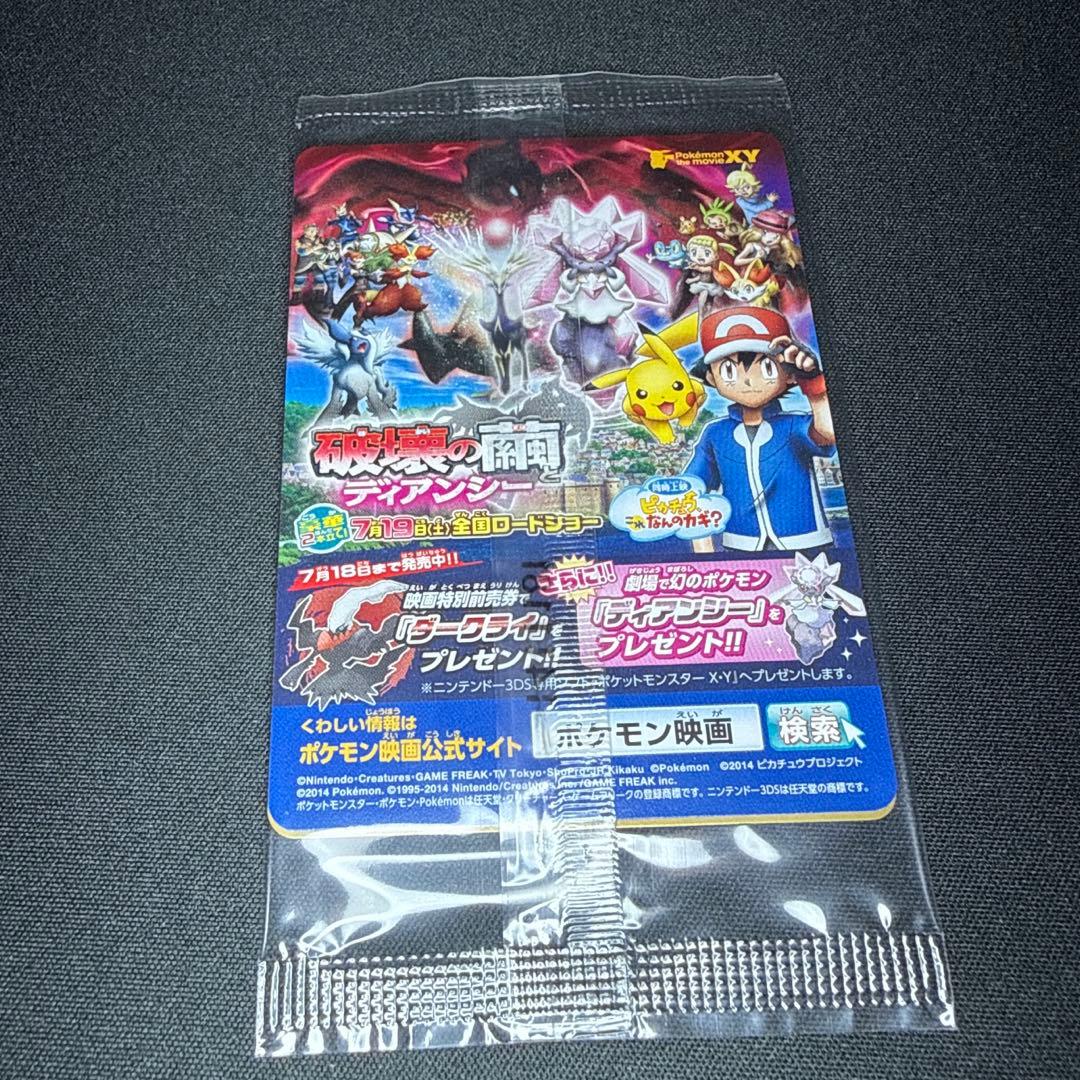 Pokémon
the movie XY
破壊の繭と
ディアンシー
同時上映
ピカチュウ、
これなんのカギ?
豪華
2本立て!
7月19日(土)全国ロードショー
7月18日まで発売中!!
映画特別前売券で
「ダークライ」を
プレゼント!!
さらに!!
劇場で幻のポケモン
「ディアンシー」を
プレゼント!!
※ニンテンドー3DS専用ソフト『ポケットモンスター X・Y』へプレゼントします。
くわしい情報は
ポケモン映画公式サイト
ポケモン映画
検索
©Nintendo・Creatures・GAME FREAK・TV Tokyo・ShoPro・JR Kikaku ©Pokémon ©2014 ピカチュウプロジェクト
©2014 Pokémon. ©1995-2014 Nintendo/Creatures Inc./GAME FREAK inc.
ポケットモンスター・ポケモン・Pokémonは任天堂・クリーチャーズ・ゲームフリークの登録商標です。ニンテンドー3DSは任天堂の商標です。